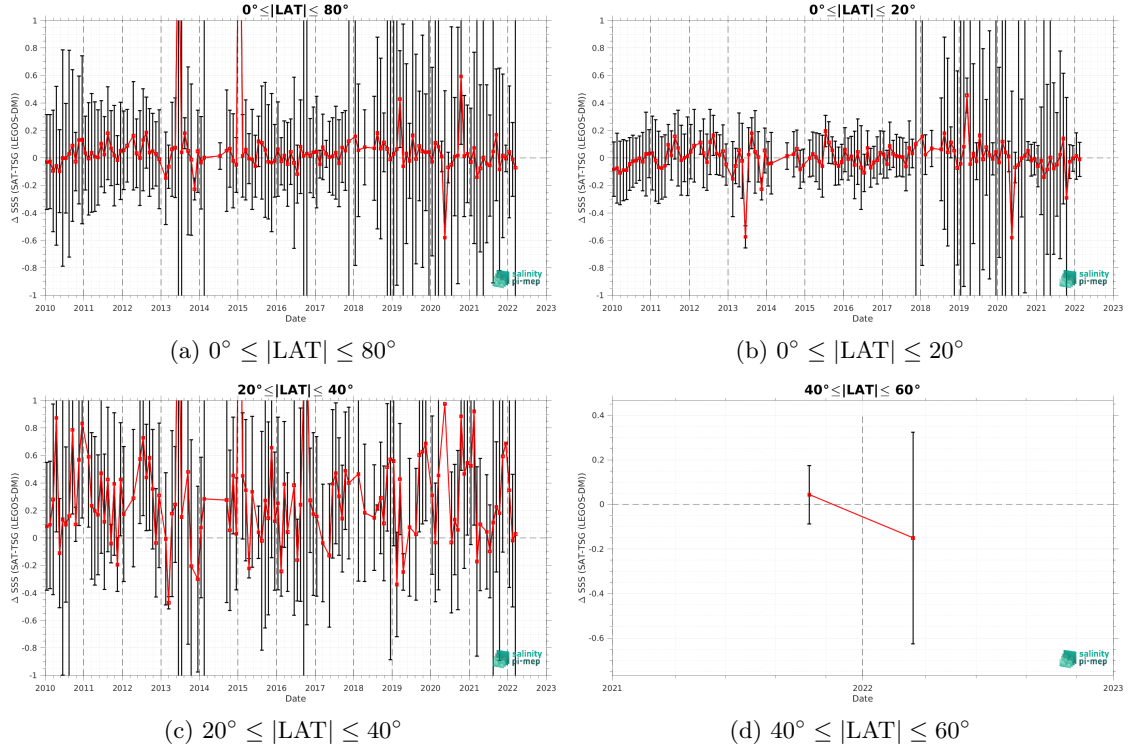 0°≤|LAT|≤ 80°
Δ SSS (SAT-TSG (LEGOS-DM))
1
0.8
0.6
0.4
0.2
0
-0.2
-0.4
-0.6
-0.8
-1
2010 2011 2012 2013 2014 2015 2016 2017 2018 2019 2020 2021 2022 2023
Date
salinity
pi-mep
(a) 0° ≤ |LAT| ≤ 80°
0°≤|LAT|≤ 20°
Δ SSS (SAT-TSG (LEGOS-DM))
1
0.8
0.6
0.4
0.2
0
-0.2
-0.4
-0.6
-0.8
-1
2010 2011 2012 2013 2014 2015 2016 2017 2018 2019 2020 2021 2022 2023
Date
salinity
pi-mep
(b) 0° ≤ |LAT| ≤ 20°
20°≤|LAT|≤ 40°
Δ SSS (SAT-TSG (LEGOS-DM))
1
0.8
0.6
0.4
0.2
0
-0.2
-0.4
-0.6
-0.8
-1
2010 2011 2012 2013 2014 2015 2016 2017 2018 2019 2020 2021 2022 2023
Date
salinity
pi-mep
(c) 20° ≤ |LAT| ≤ 40°
40°≤|LAT|≤ 60°
Δ SSS (SAT-TSG (LEGOS-DM))
0.4
0.2
0
-0.2
-0.4
-0.6
2021 2022 2023
Date
salinity
pi-mep
(d) 40° ≤ |LAT| ≤ 60°